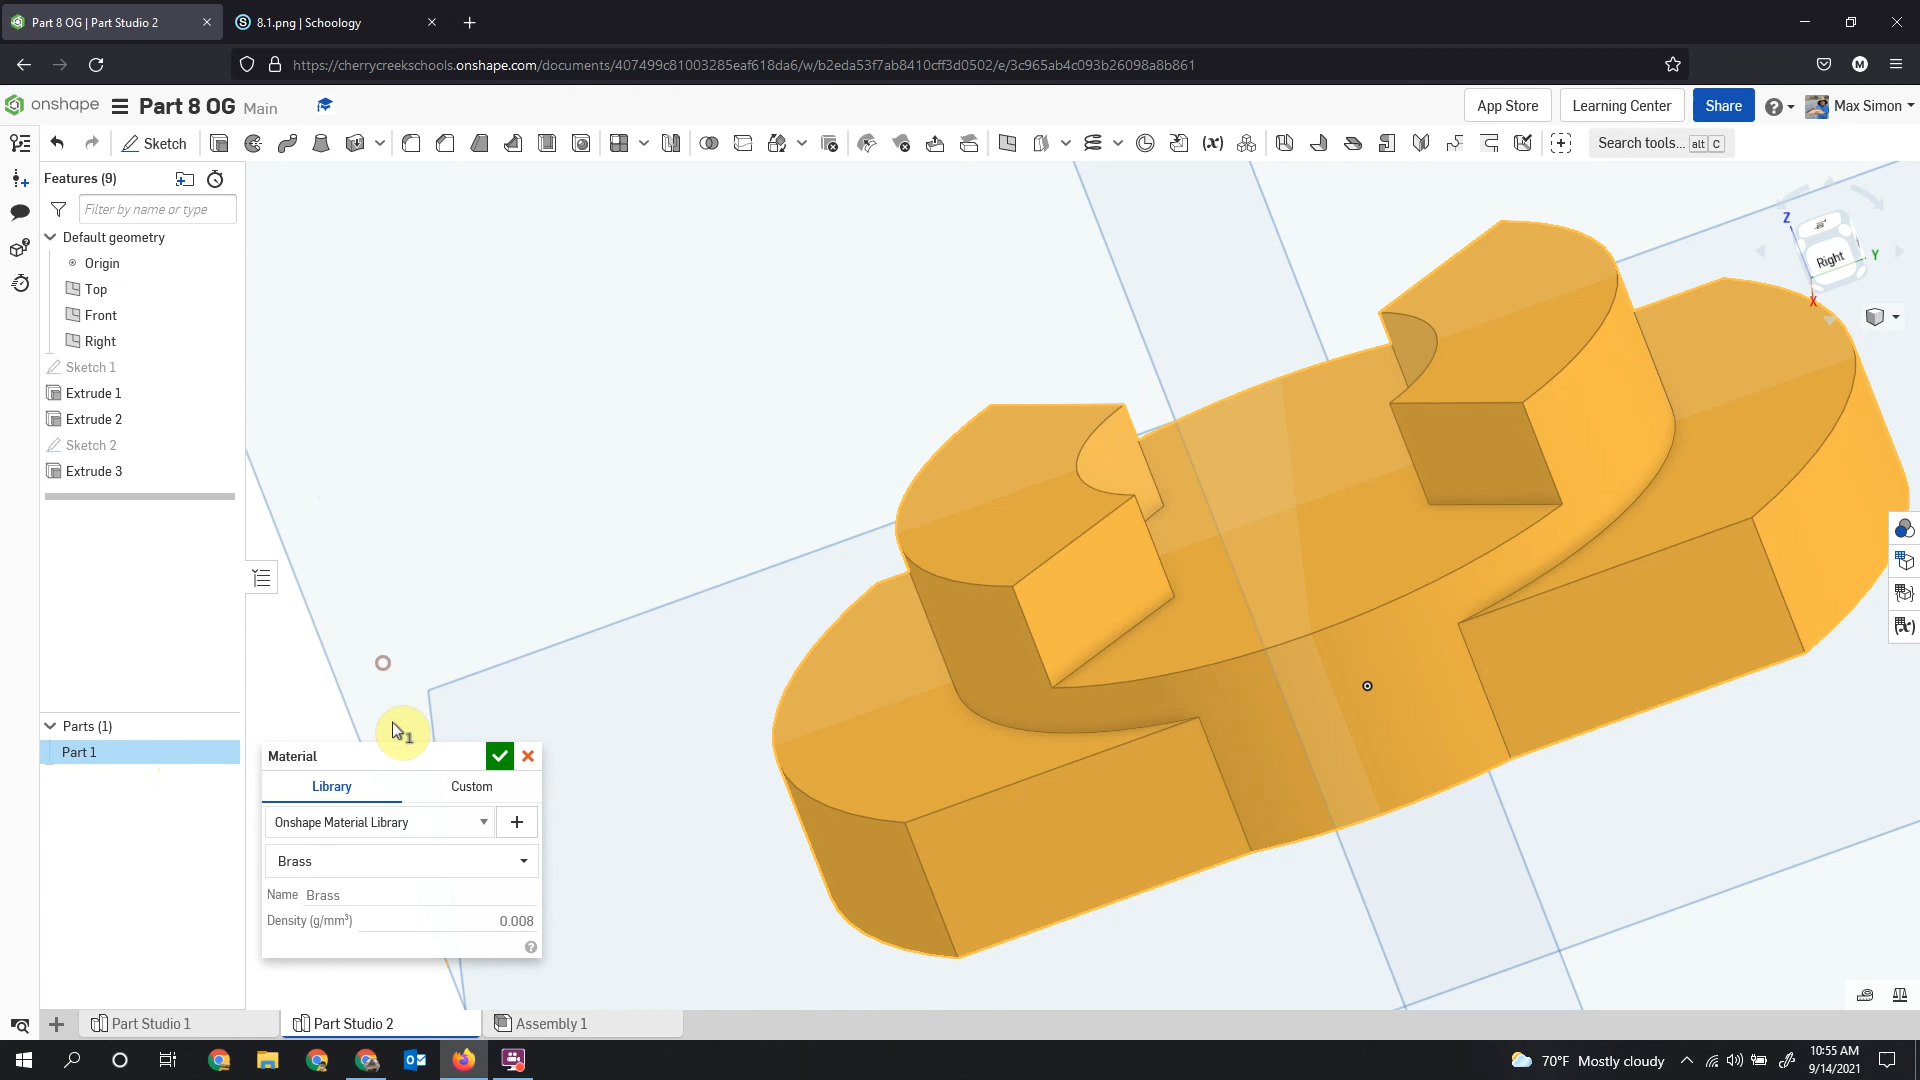 Part 8 OG | Part Studio 2
8.1.png | Schoology
https://cherrycreekschools.onshape.com/documents/407499c81003285eaf618da6/w/b2eda53f7ab8410cff3d0502/e/3c965ab4c093b26098a8b861
M
onshape Part 8 OG Main
App Store Learning Center Share Max Simon
Sketch
(x)
Search tools... alt C
Features (9)
Filter by name or type
Default geometry
Origin
Top
Front
Right
Sketch 1
Extrude 1
Extrude 2
Sketch 2
Extrude 3
Z
Right
Y
X
(x)
Parts (1)
Part 1
1
Material
Library Custom
Onshape Material Library
Brass
Name Brass
Density (g/mm³) 0.008
Part Studio 1 Part Studio 2 Assembly 1
70°F Mostly cloudy
10:55 AM
9/14/2021